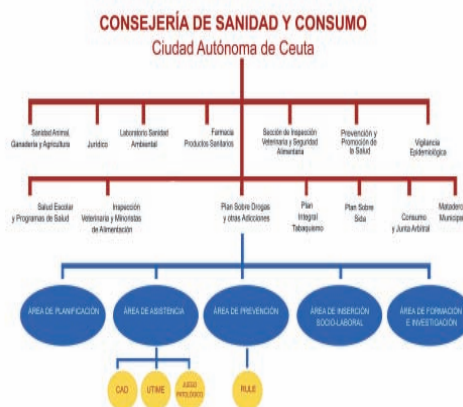 CONSEJERÍA DE SANIDAD Y CONSUMO
Ciudad Autónoma de Ceuta
Sanidad Animal,
Ganadería y Agricultura
Jurídico
Laboratorio Sanidad
Ambiental
Farmacia
Productos Sanitarios
Sección de Inspección
Veterinaria y Seguridad
Alimentaria
Prevención y
Promoción de
la Salud
Vigilancia
Epidemiológica
Salud Escolar
y Programas de Salud
Inspección
Veterinaria y Minoristas
de Alimentación
Plan Sobre Drogas
y otras Adicciones
Plan
Integral
Tabaquismo
Plan Sobre
Sida
Consumo
y Junta Arbitral
Matadero
Municipal
ÁREA DE PLANIFICACIÓN
ÁREA DE ASISTENCIA
ÁREA DE PREVENCIÓN
ÁREA DE INSERCIÓN
SOCIO-LABORAL
ÁREA DE FORMACIÓN
E INVESTIGACIÓN
CAD
UTIME
JUEGO
PATOLÓGICO
RULE